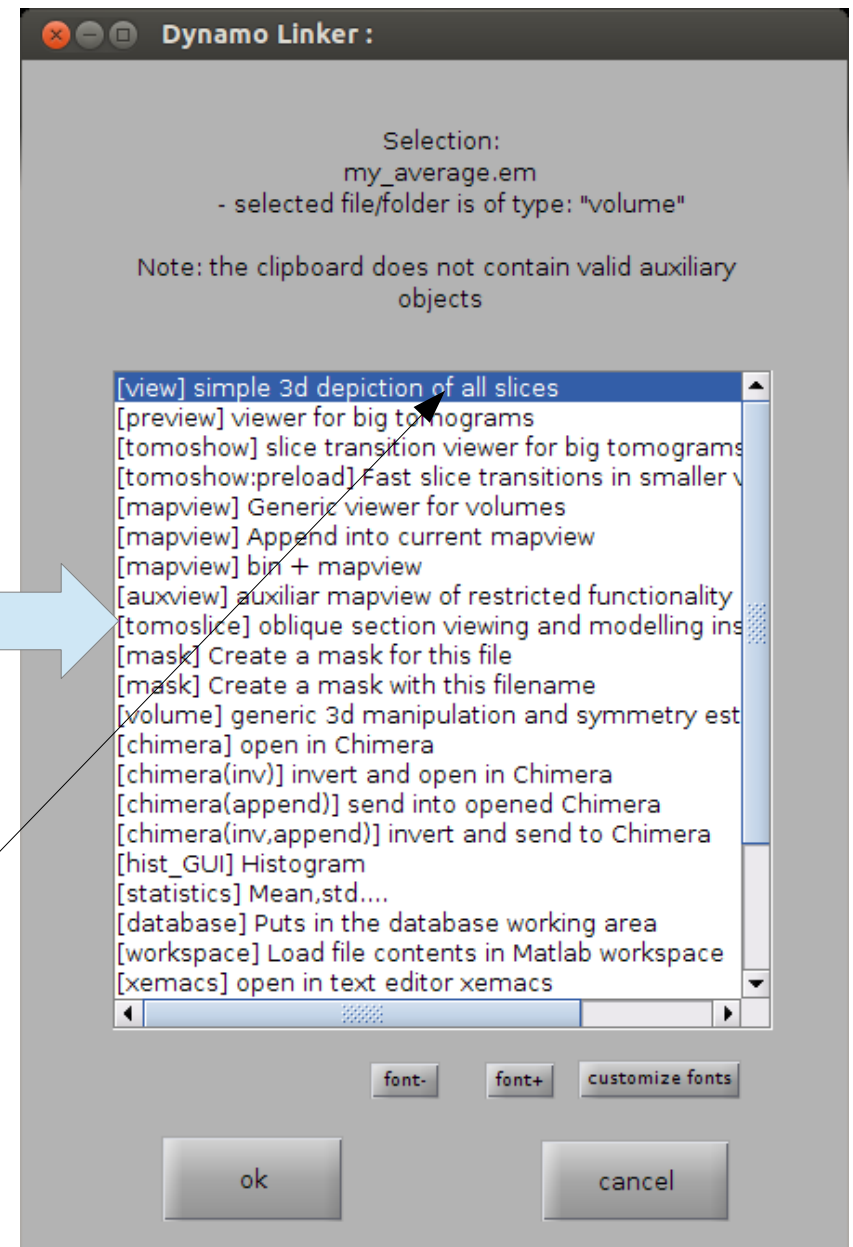 Dynamo Linker :
Selection:
my_average.em
- selected file/folder is of type: "volume"
Note: the clipboard does not contain valid auxiliary
objects
[view] simple 3d depiction of all slices
[preview] viewer for big tomograms
[tomoshow] slice transition viewer for big tomograms
[tomoshow:preload] Fast slice transitions in smaller
[mapview] Generic viewer for volumes
[mapview] Append into current mapview
[mapview] bin + mapview
[auxview] auxiliar mapview of restricted functionality
[tomoslice] oblique section viewing and modelling ins
[mask] Create a mask for this file
[mask] Create a mask with this filename
[volume] generic 3d manipulation and symmetry est
[chimera] open in Chimera
[chimera(inv)] invert and open in Chimera
[chimera(append)] send into opened Chimera
[chimera(inv,append)] invert and send to Chimera
[hist_GUI] Histogram
[statistics] Mean,std....
[database] Puts in the database working area
[workspace] Load file contents in Matlab workspace
[xemacs] open in text editor xemacs
font- font+ customize fonts
ok cancel